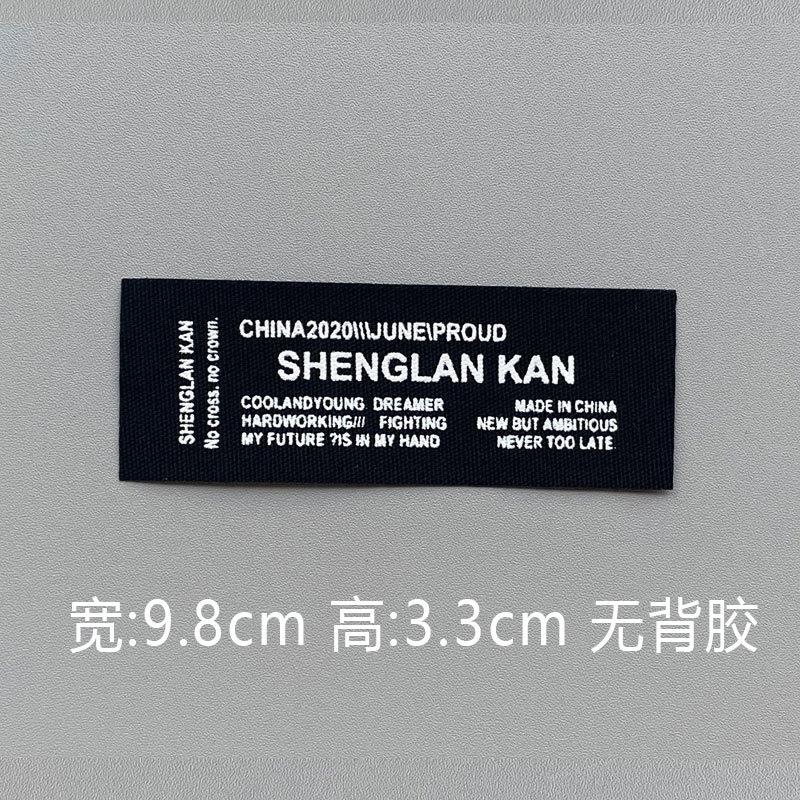 SHENGLAN KAN
No cross. no crown.
CHINA2020\\\JUNE\PROUD
SHENGLAN KAN
COOLANDYOUNG DREAMER
HARDWORKING/// FIGHTING
MY FUTURE ?IS IN MY HAND
MADE IN CHINA
NEW BUT AMBITIOUS
NEVER TOO LATE.
宽:9.8cm 高:3.3cm 无背胶